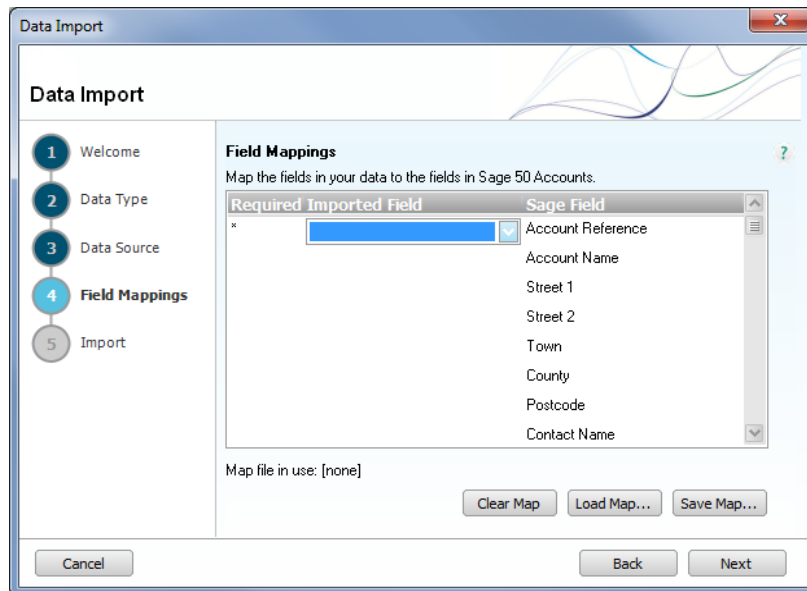 Data Import
X
Data Import
1 Welcome
2 Data Type
3 Data Source
4 Field Mappings
5 Import
Field Mappings
?
Map the fields in your data to the fields in Sage 50 Accounts.
Required Imported Field Sage Field
* Account Reference
Account Name
Street 1
Street 2
Town
County
Postcode
Contact Name
Map file in use: [none]
Clear Map Load Map... Save Map...
Cancel Back Next